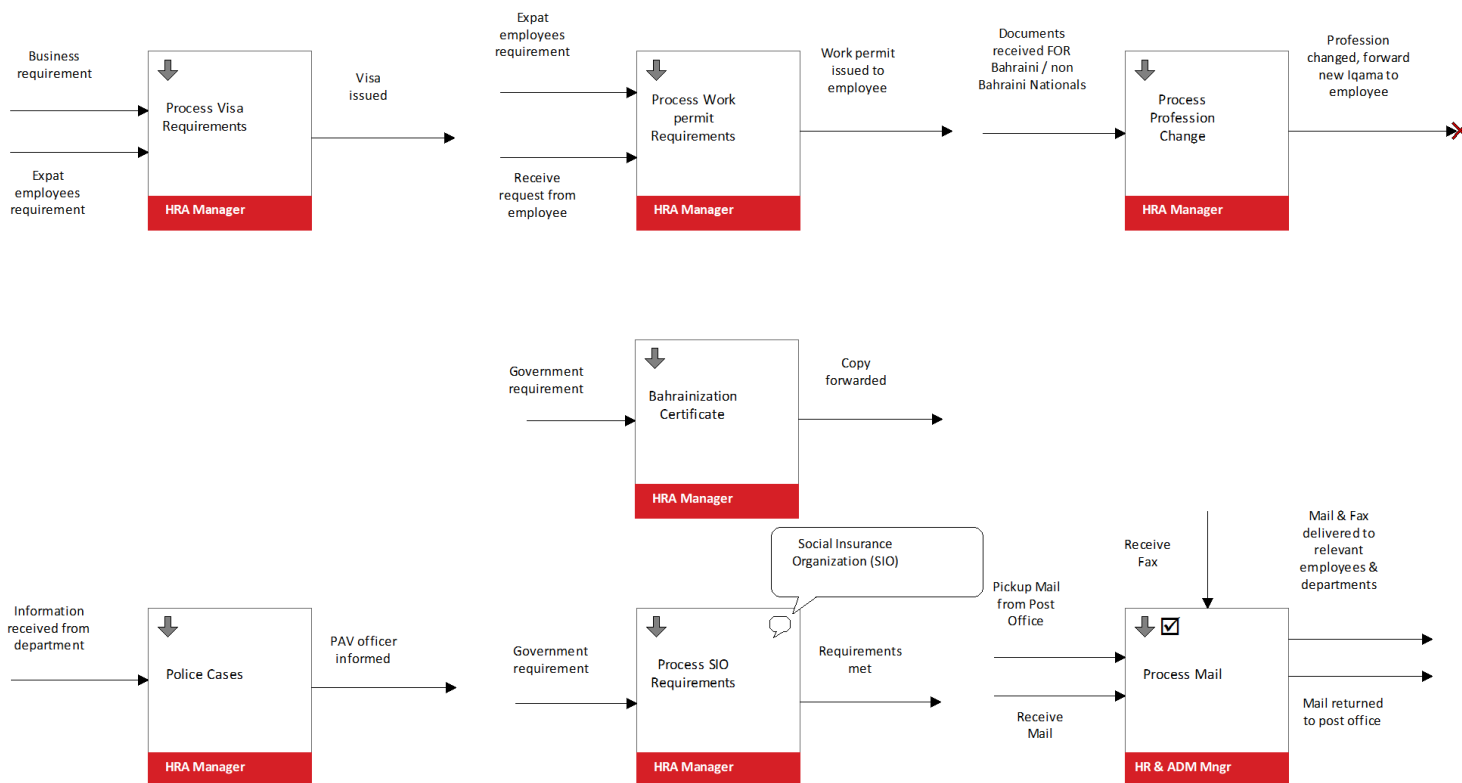 Business
requirement
Expat
employees
requirement
Process Visa
Requirements
HRA Manager
Visa
issued
Expat
employees
requirement
Receive
request from
employee
Process Work
permit
Requirements
HRA Manager
Work permit
issued to
employee
Documents
received FOR
Bahraini / non
Bahraini Nationals
Process
Profession
Change
HRA Manager
Profession
changed, forward
new Iqama to
employee
Government
requirement
Bahrainization
Certificate
HRA Manager
Copy
forwarded
Information
received from
department
Police Cases
HRA Manager
PAV officer
informed
Government
requirement
Social Insurance
Organization (SIO)
Process SIO
Requirements
HRA Manager
Requirements
met
Receive
Fax
Pickup Mail
from Post
Office
Receive
Mail
Process Mail
HR & ADM Mngr
Mail & Fax
delivered to
relevant
employees &
departments
Mail returned
to post office